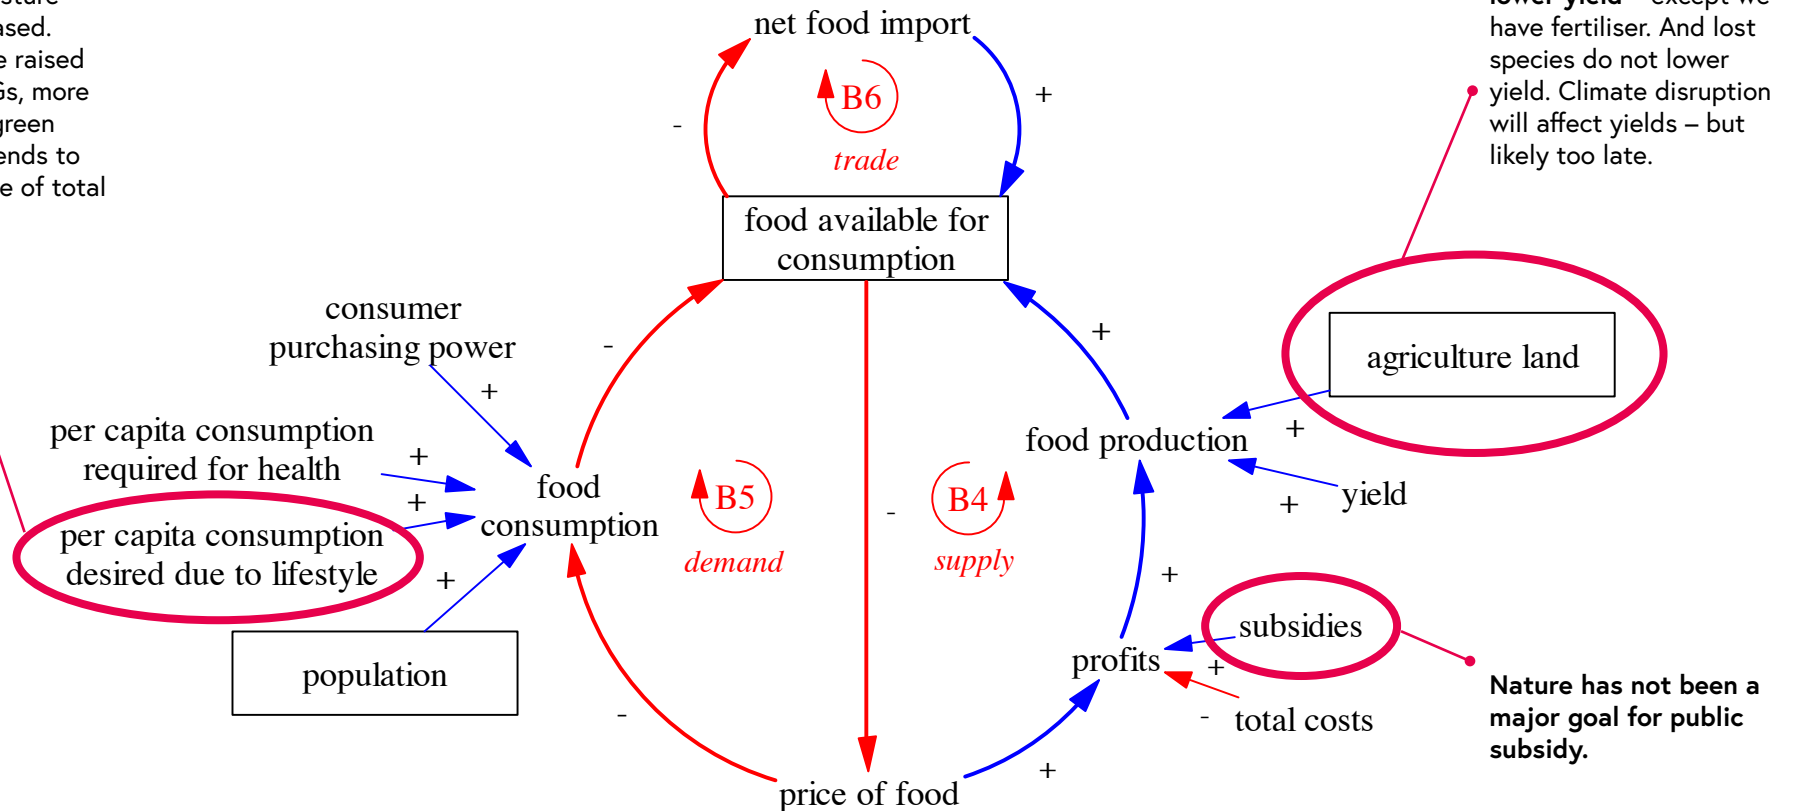 ased.
e raised
more
green
ends to
e of total
net food import
+
-
B6
trade
food available for
consumption
have fertiliser. And lost
species do not lower
yield. Climate disruption
will affect yields – but
likely too late.
consumer
purchasing power
+
-
+
agriculture land
per capita consumption
required for health
+
+
food production
+
food
consumption
B5
demand
-
B4
supply
yield
+
+
per capita consumption
desired due to lifestyle
+
+
subsidies
population
profits
+
-
total costs
-
+
price of food
Nature has not been a
major goal for public
subsidy.